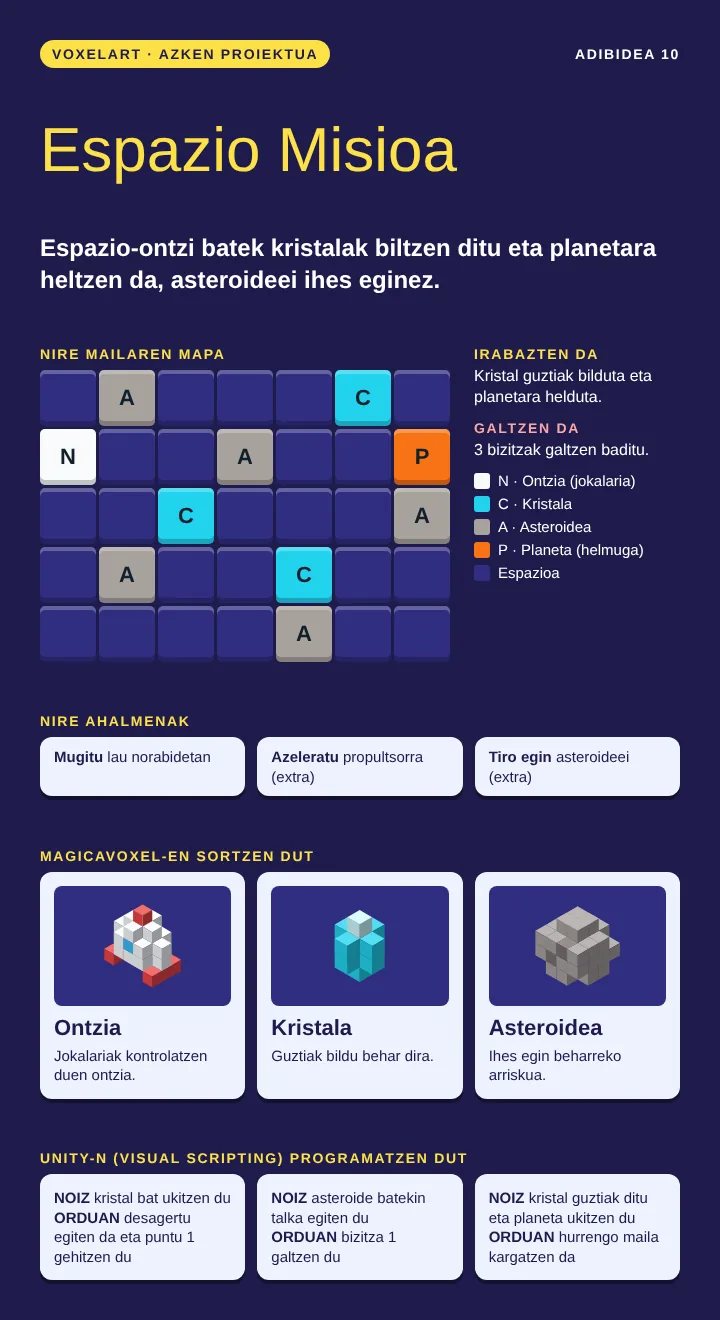 VOXELART · AZKEN PROIEKTUA
ADIBIDEA 10
Espazio Misioa
Espazio-ontzi batek kristalak biltzen ditu eta planetara
heltzen da, asteroideei ihes eginez.
NIRE MAILAREN MAPA
A C
N A P
C A
A C
A
IRABAZTEN DA
Kristal guztiak bilduta eta
planetara helduta.
GALTZEN DA
3 bizitzak galtzen baditu.
N · Ontzia (jokalaria)
C · Kristala
A · Asteroidea
P · Planeta (helmuga)
Espazioa
NIRE AHALMENAK
Mugitu lau norabidetan
Azeleratu propultsorra
(extra)
Tiro egin asteroideei
(extra)
MAGICAVOXEL-EN SORTZEN DUT
Ontzia
Jokalariak kontrolatzen
duen ontzia.
Kristala
Guztiak bildu behar dira.
Asteroidea
Ihes egin beharreko
arriskua.
UNITY-N (VISUAL SCRIPTING) PROGRAMATZEN DUT
NOIZ kristal bat ukitzen du
ORDUAN desagertu
egiten da eta puntu 1
gehitzen du
NOIZ asteroide batekin
talka egiten du
ORDUAN bizitza 1
galtzen du
NOIZ kristal guztiak ditu
eta planeta ukitzen du
ORDUAN hurrengo maila
kargatzen da